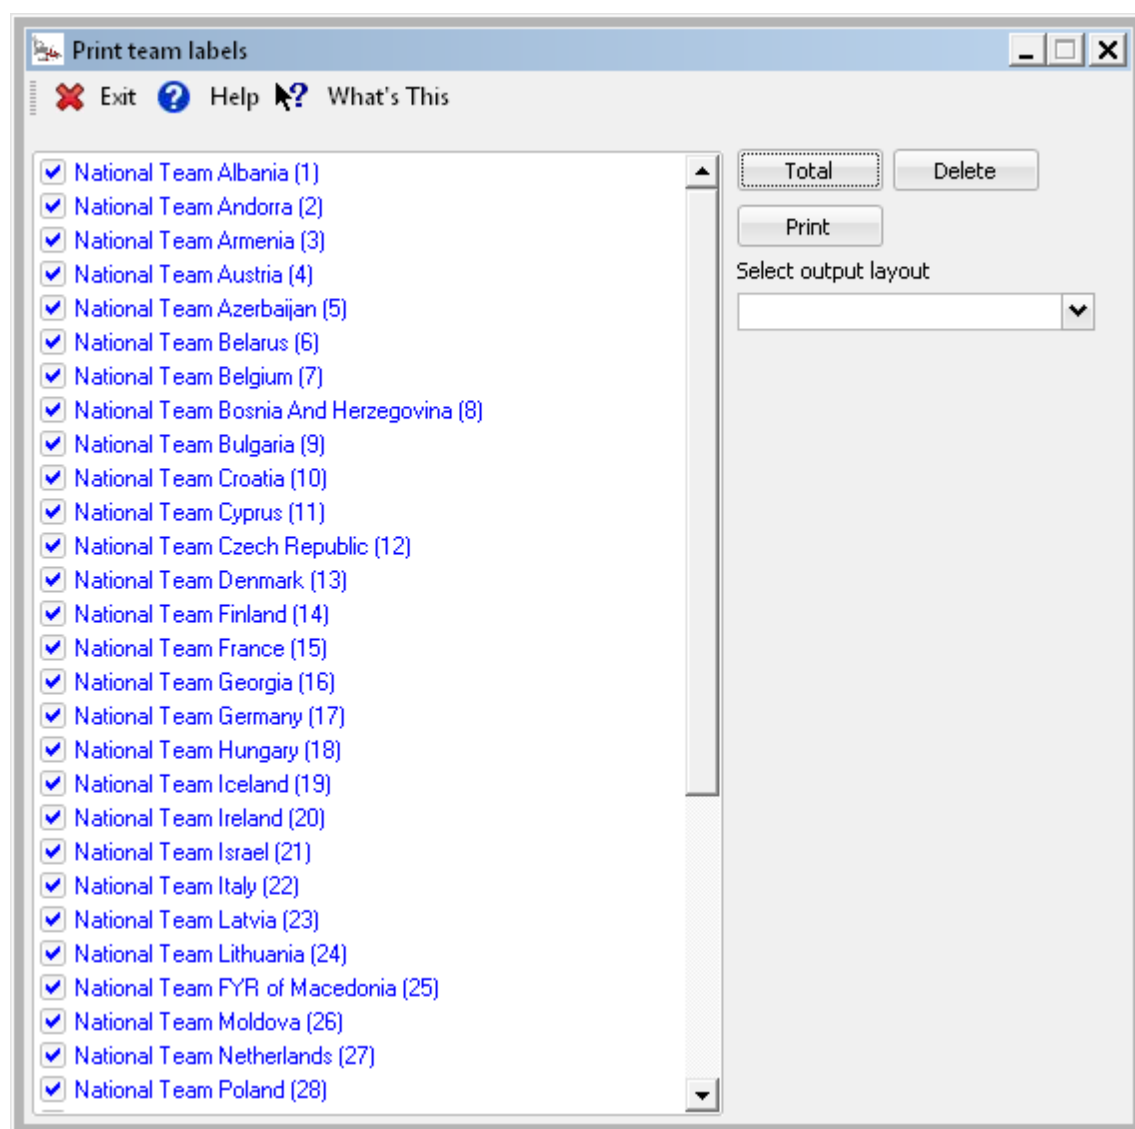 Print team labels
Exit Help What's This
National Team Albania (1)
National Team Andorra (2)
National Team Armenia (3)
National Team Austria (4)
National Team Azerbaijan (5)
National Team Belarus (6)
National Team Belgium (7)
National Team Bosnia And Herzegovina (8)
National Team Bulgaria (9)
National Team Croatia (10)
National Team Cyprus (11)
National Team Czech Republic (12)
National Team Denmark (13)
National Team Finland (14)
National Team France (15)
National Team Georgia (16)
National Team Germany (17)
National Team Hungary (18)
National Team Iceland (19)
National Team Ireland (20)
National Team Israel (21)
National Team Italy (22)
National Team Latvia (23)
National Team Lithuania (24)
National Team FYR of Macedonia (25)
National Team Moldova (26)
National Team Netherlands (27)
National Team Poland (28)
Total Delete
Print
Select output layout